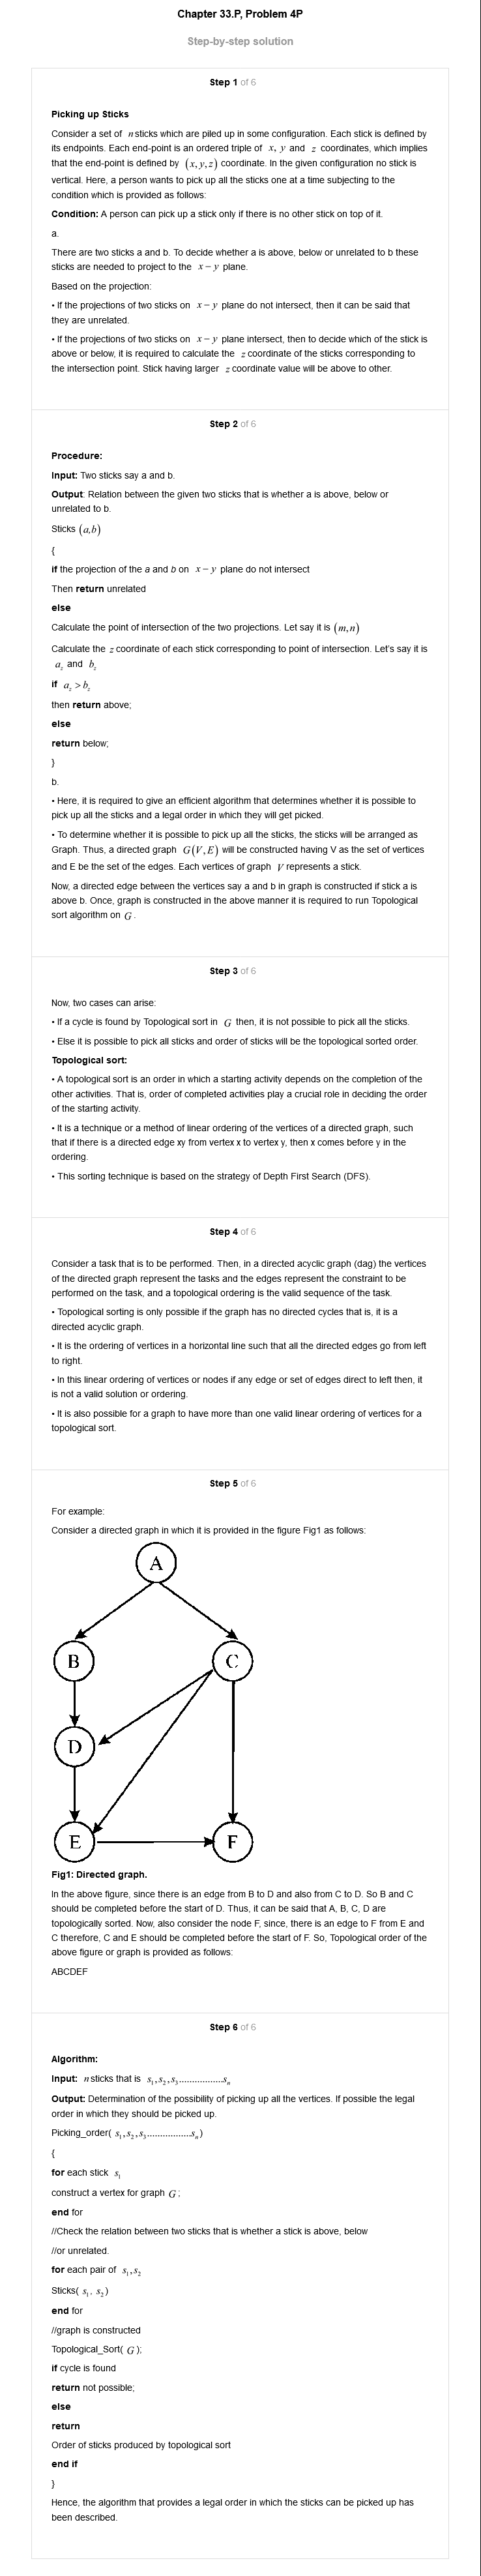 Chapter 33.P, Problem 4P
Step-by-step solution
Step 1 of 6
Picking up Sticks
Consider a set of n sticks which are piled up in some configuration. Each stick is defined by
its endpoints. Each end-point is an ordered triple of x, y and z coordinates, which implies
that the end-point is defined by (x, y, z) coordinate. In the given configuration no stick is
vertical. Here, a person wants to pick up all the sticks one at a time subjecting to the
condition which is provided as follows:
Condition: A person can pick up a stick only if there is no other stick on top of it.
a.
There are two sticks a and b. To decide whether a is above, below or unrelated to b these
sticks are needed to project to the x − y plane.
Based on the projection:
• If the projections of two sticks on x − y plane do not intersect, then it can be said that
they are unrelated.
• If the projections of two sticks on x − y plane intersect, then to decide which of the stick is
above or below, it is required to calculate the z coordinate of the sticks corresponding to
the intersection point. Stick having larger z coordinate value will be above to other.
Step 2 of 6
Procedure:
Input: Two sticks say a and b.
Output: Relation between the given two sticks that is whether a is above, below or
unrelated to b.
Sticks (a,b)
{
if the projection of the a and b on x − y plane do not intersect
Then return unrelated
else
Calculate the point of intersection of the two projections. Let say it is (m,n)
Calculate the z coordinate of each stick corresponding to point of intersection. Let's say it is
a_z and b_z
if a_z > b_z
then return above;
else
return below;
}
b.
• Here, it is required to give an efficient algorithm that determines whether it is possible to
pick up all the sticks and a legal order in which they will get picked.
• To determine whether it is possible to pick up all the sticks, the sticks will be arranged as
Graph. Thus, a directed graph G(V,E) will be constructed having V as the set of vertices
and E be the set of the edges. Each vertices of graph V represents a stick.
Now, a directed edge between the vertices say a and b in graph is constructed if stick a is
above b. Once, graph is constructed in the above manner it is required to run Topological
sort algorithm on G.
Step 3 of 6
Now, two cases can arise:
• If a cycle is found by Topological sort in G then, it is not possible to pick all the sticks.
• Else it is possible to pick all sticks and order of sticks will be the topological sorted order.
Topological sort:
• A topological sort is an order in which a starting activity depends on the completion of the
other activities. That is, order of completed activities play a crucial role in deciding the order
of the starting activity.
• It is a technique or a method of linear ordering of the vertices of a directed graph, such
that if there is a directed edge xy from vertex x to vertex y, then x comes before y in the
ordering.
• This sorting technique is based on the strategy of Depth First Search (DFS).
Step 4 of 6
Consider a task that is to be performed. Then, in a directed acyclic graph (dag) the vertices
of the directed graph represent the tasks and the edges represent the constraint to be
performed on the task, and a topological ordering is the valid sequence of the task.
• Topological sorting is only possible if the graph has no directed cycles that is, it is a
directed acyclic graph.
• It is the ordering of vertices in a horizontal line such that all the directed edges go from left
to right.
• In this linear ordering of vertices or nodes if any edge or set of edges direct to left then, it
is not a valid solution or ordering.
• It is also possible for a graph to have more than one valid linear ordering of vertices for a
topological sort.
Step 5 of 6
For example:
Consider a directed graph in which it is provided in the figure Fig1 as follows:
A
B C
D
E F
Fig1: Directed graph.
In the above figure, since there is an edge from B to D and also from C to D. So B and C
should be completed before the start of D. Thus, it can be said that A, B, C, D are
topologically sorted. Now, also consider the node F, since, there is an edge to F from E and
C therefore, C and E should be completed before the start of F. So, Topological order of the
above figure or graph is provided as follows:
ABCDEF
Step 6 of 6
Algorithm:
Input: n sticks that is s₁,s₂,s₃.................sₙ
Output: Determination of the possibility of picking up all the vertices. If possible the legal
order in which they should be picked up.
Picking_order( s₁,s₂,s₃.................sₙ)
{
for each stick s₁
construct a vertex for graph G;
end for
//Check the relation between two sticks that is whether a stick is above, below
//or unrelated.
for each pair of s₁,s₂
Sticks( s₁, s₂)
end for
//graph is constructed
Topological_Sort( G );
if cycle is found
return not possible;
else
return
Order of sticks produced by topological sort
end if
}
Hence, the algorithm that provides a legal order in which the sticks can be picked up has
been described.